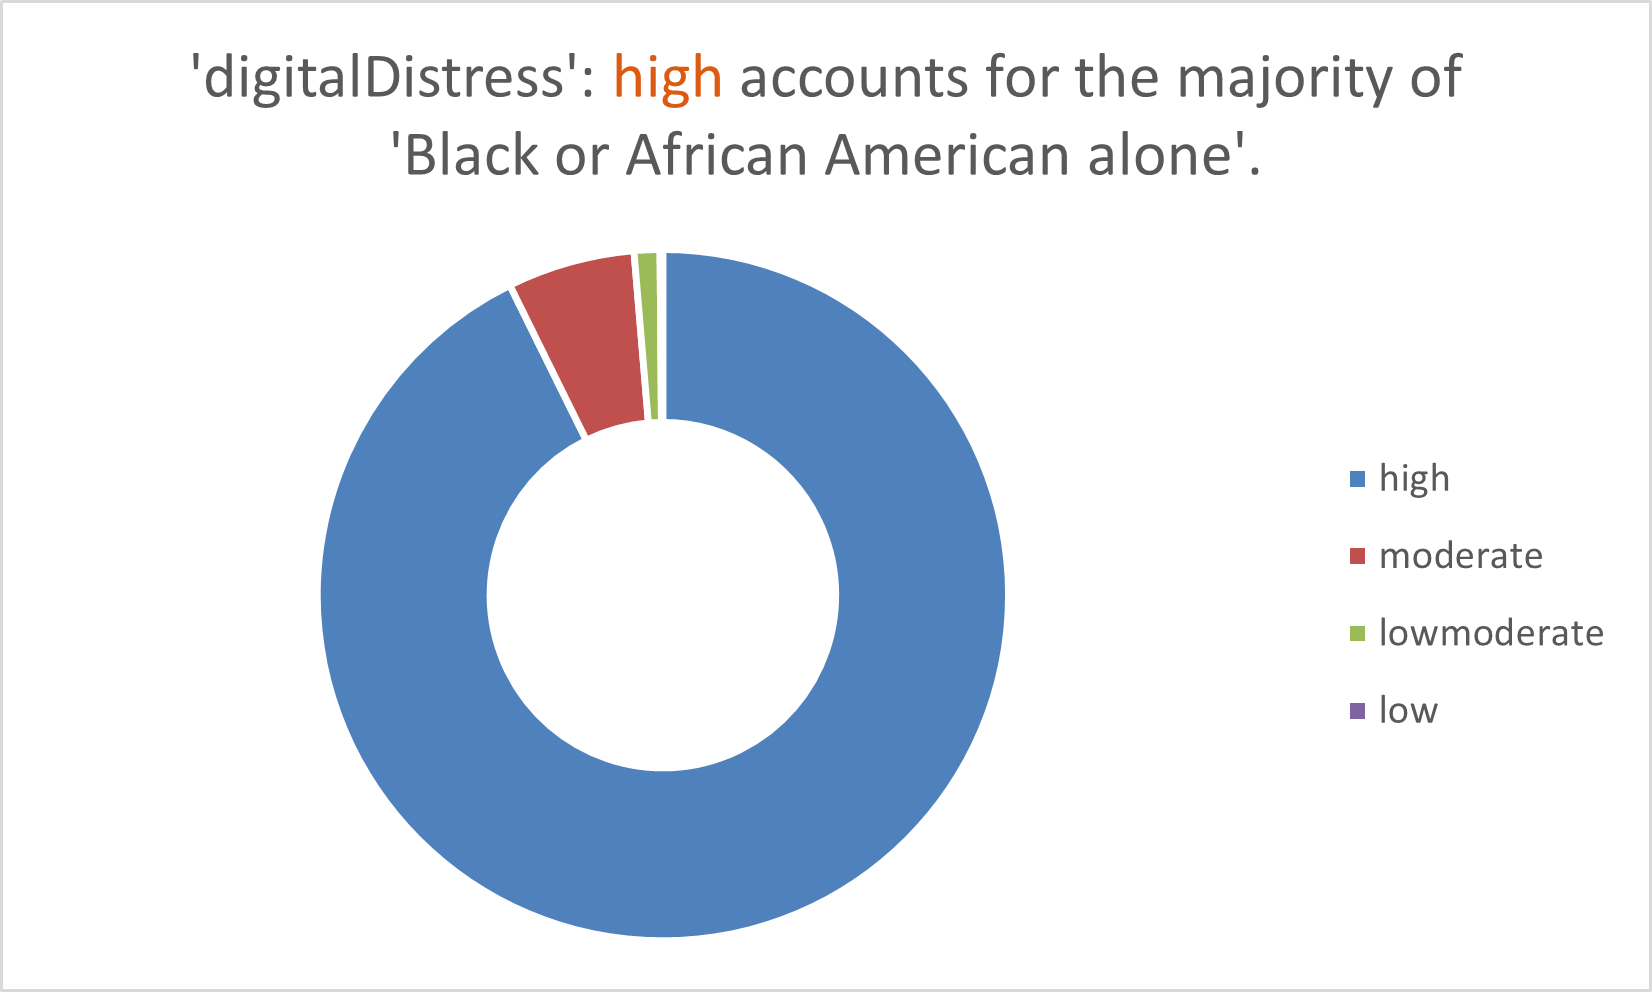 'digitalDistress': high accounts for the majority of
'Black or African American alone'.
high
moderate
lowmoderate
low